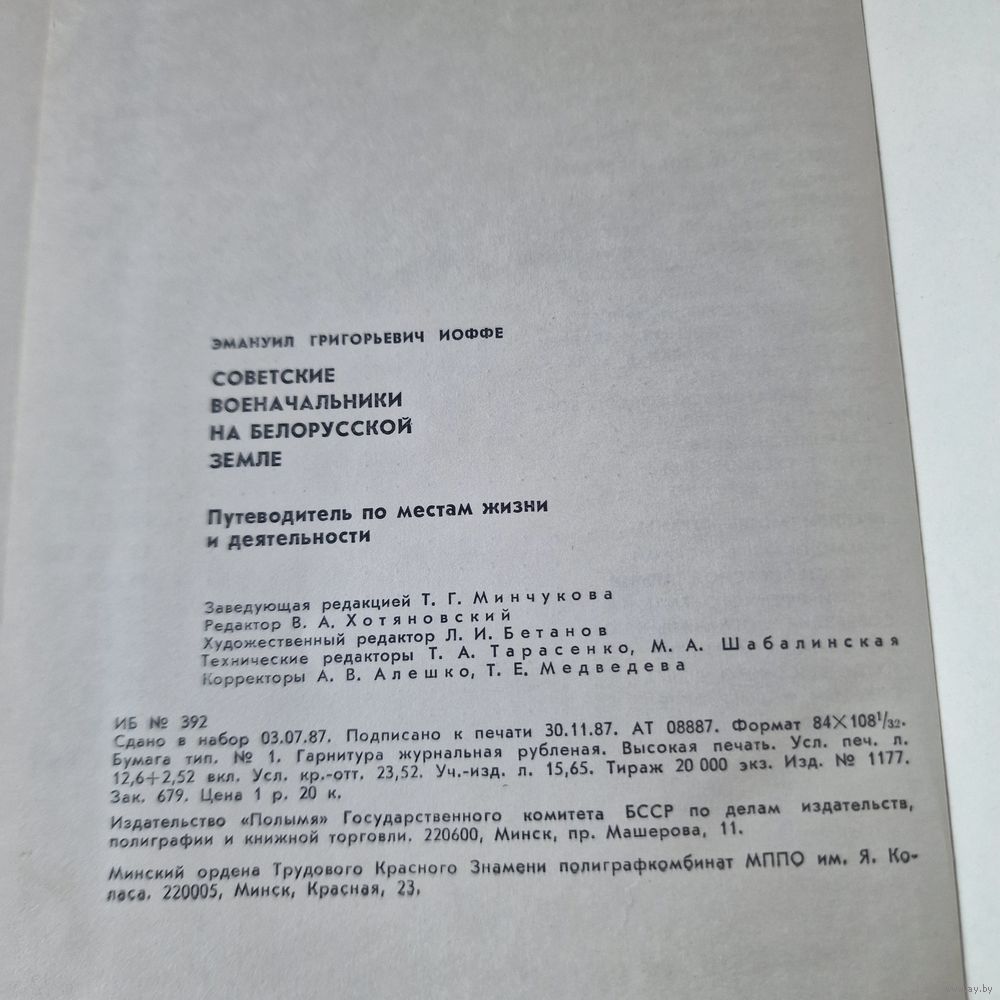 ЭМАНУИЛ ГРИГОРЬЕВИЧ ИОФФЕ
СОВЕТСКИЕ
ВОЕНАЧАЛЬНИКИ
НА БЕЛОРУССКОЙ
ЗЕМЛЕ
Путеводитель по местам жизни
и деятельности
Заведующая редакцией Т. Г. Минчукова
Редактор В. А. Хотяновский
Художественный редактор Л. И. Бетанов
Технические редакторы Т. А. Тарасенко, М. А. Шабалинская
Корректоры А. В. Алешко, Т. Е. Медведева
ИБ № 392
Сдано в набор 03.07.87. Подписано к печати 30.11.87. АТ 08887. Формат 84×108¹/₃₂.
Бумага тип. № 1. Гарнитура журнальная рубленая. Высокая печать. Усл. печ. л.
12,6+2,52 вкл. Усл. кр.-отт. 23,52. Уч.-изд. л. 15,65. Тираж 20 000 экз. Изд. № 1177.
Зак. 679. Цена 1 р. 20 к.
Издательство «Полымя» Государственного комитета БССР по делам издательств,
полиграфии и книжной торговли. 220600, Минск, пр. Машерова, 11.
Минский ордена Трудового Красного Знамени полиграфкомбинат МППО им. Я. Ко-
ласа. 220005, Минск, Красная, 23.
ay.by